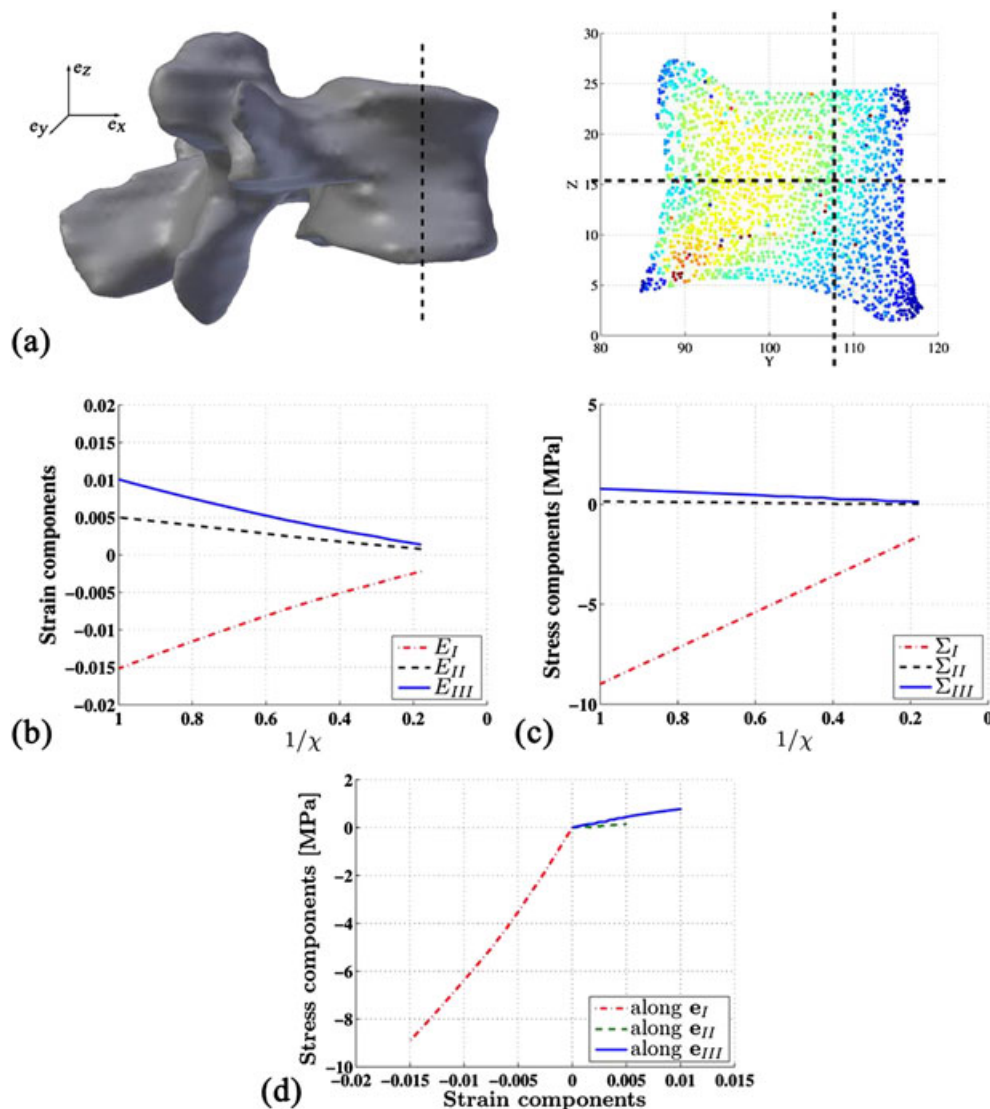 e_Z
e_Y
e_X
(a)
30
25
20
Z
15
10
5
0
80 90 100 110 120
Y
0.02
0.015
0.01
0.005
0
−0.005
−0.01
−0.015
−0.02
Strain components
E_I
E_II
E_III
1 0.8 0.6 0.4 0.2 0
1/χ
(b)
5
0
−5
−10
Stress components [MPa]
Σ_I
Σ_II
Σ_III
1 0.8 0.6 0.4 0.2 0
1/χ
(c)
2
0
−2
−4
−6
−8
−10
Stress components [MPa]
along e_I
along e_II
along e_III
−0.02 −0.015 −0.01 −0.005 0 0.005 0.01 0.015
Strain components
(d)